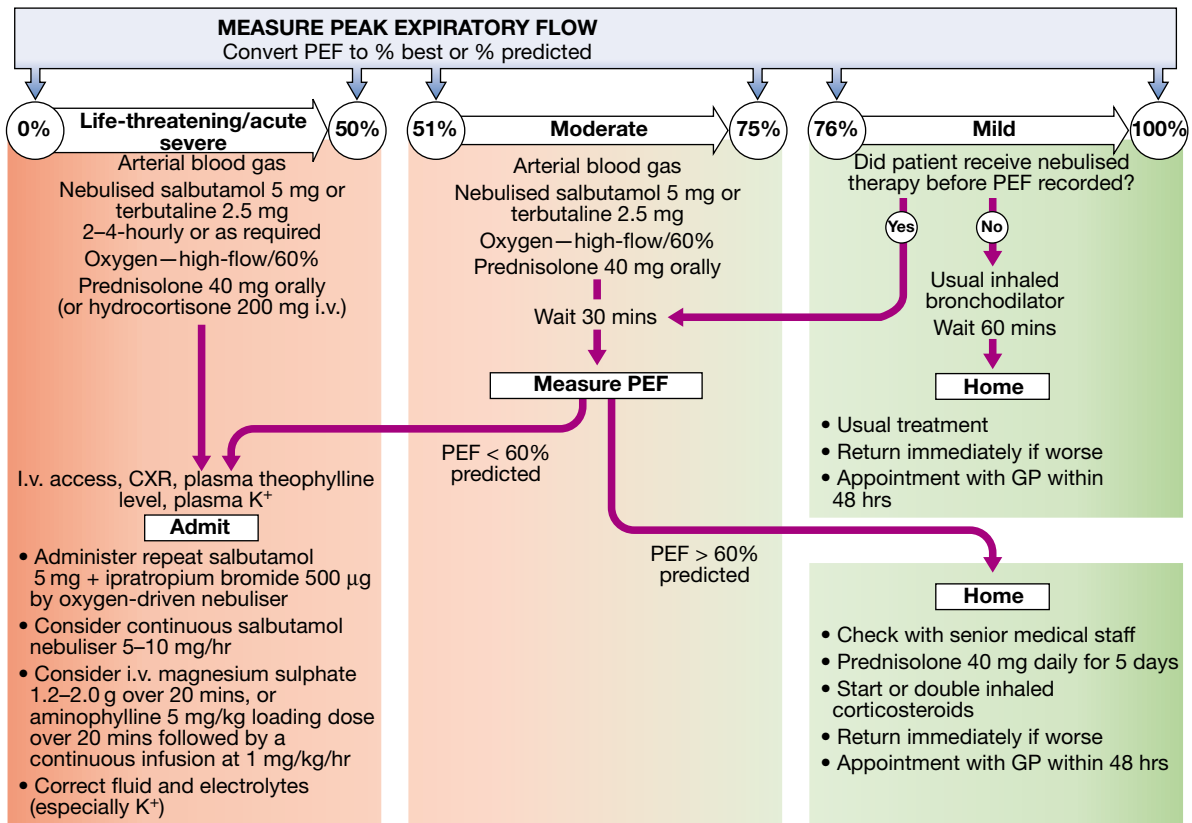 MEASURE PEAK EXPIRATORY FLOW
Convert PEF to % best or % predicted
0%
Life-threatening/acute
severe
50%
Arterial blood gas
Nebulised salbutamol 5 mg or
terbutaline 2.5 mg
2–4-hourly or as required
Oxygen—high-flow/60%
Prednisolone 40 mg orally
(or hydrocortisone 200 mg i.v.)
I.v. access, CXR, plasma theophylline
level, plasma K⁺
Admit
• Administer repeat salbutamol
5 mg + ipratropium bromide 500 μg
by oxygen-driven nebuliser
• Consider continuous salbutamol
nebuliser 5–10 mg/hr
• Consider i.v. magnesium sulphate
1.2–2.0 g over 20 mins, or
aminophylline 5 mg/kg loading dose
over 20 mins followed by a
continuous infusion at 1 mg/kg/hr
• Correct fluid and electrolytes
(especially K⁺)
51%
Moderate
75%
Arterial blood gas
Nebulised salbutamol 5 mg or
terbutaline 2.5 mg
Oxygen—high-flow/60%
Prednisolone 40 mg orally
Wait 30 mins
Measure PEF
PEF < 60%
predicted
PEF > 60%
predicted
76%
Mild
100%
Did patient receive nebulised
therapy before PEF recorded?
Yes
No
Usual inhaled
bronchodilator
Wait 60 mins
Home
• Usual treatment
• Return immediately if worse
• Appointment with GP within
48 hrs
Home
• Check with senior medical staff
• Prednisolone 40 mg daily for 5 days
• Start or double inhaled
corticosteroids
• Return immediately if worse
• Appointment with GP within 48 hrs